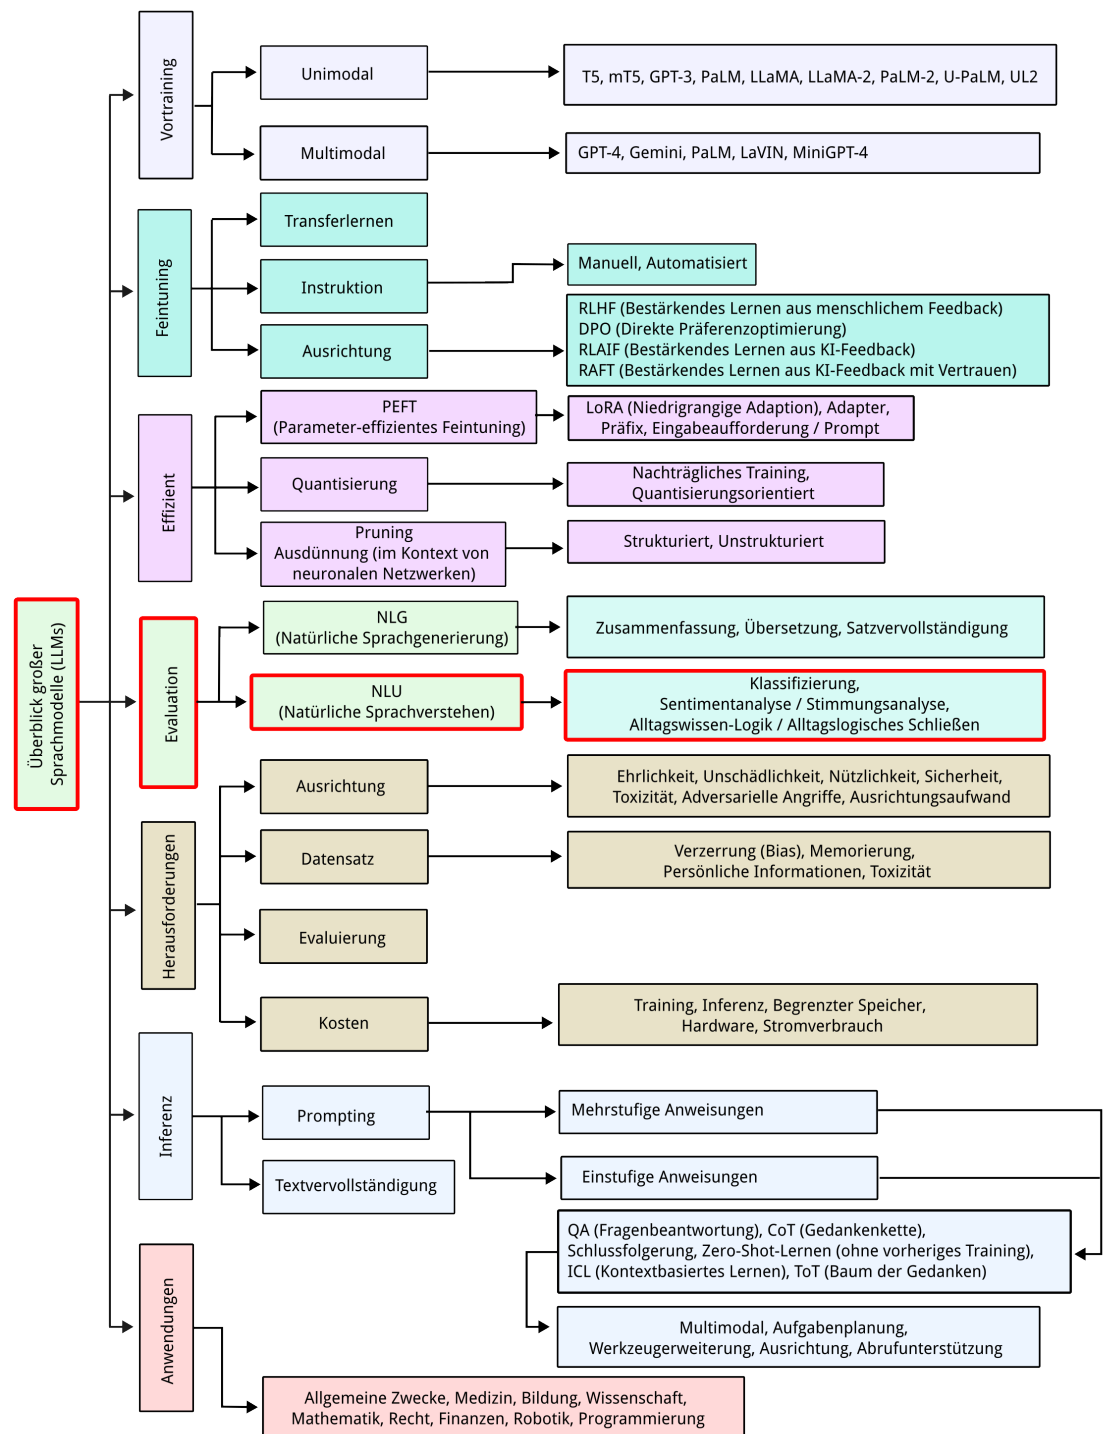 Überblick großer
Sprachmodelle (LLMs)
Vortraining
Unimodal
T5, mT5, GPT-3, PaLM, LLaMA, LLaMA-2, PaLM-2, U-PaLM, UL2
Multimodal
GPT-4, Gemini, PaLM, LaVIN, MiniGPT-4
Feintuning
Transferlernen
Instruktion
Manuell, Automatisiert
Ausrichtung
RLHF (Bestärkendes Lernen aus menschlichem Feedback)
DPO (Direkte Präferenzoptimierung)
RLAIF (Bestärkendes Lernen aus KI-Feedback)
RAFT (Bestärkendes Lernen aus KI-Feedback mit Vertrauen)
Effizient
PEFT
(Parameter-effizientes Feintuning)
LoRA (Niedrigrangige Adaption), Adapter,
Präfix, Eingabeaufforderung / Prompt
Quantisierung
Nachträgliches Training,
Quantisierungsorientiert
Pruning
Ausdünnung (im Kontext von
neuronalen Netzwerken)
Strukturiert, Unstrukturiert
Evaluation
NLG
(Natürliche Sprachgenerierung)
Zusammenfassung, Übersetzung, Satzvervollständigung
NLU
(Natürliche Sprachverstehen)
Klassifizierung,
Sentimentanalyse / Stimmungsanalyse,
Alltagswissen-Logik / Alltagslogisches Schließen
Herausforderungen
Ausrichtung
Ehrlichkeit, Unschädlichkeit, Nützlichkeit, Sicherheit,
Toxizität, Adversarielle Angriffe, Ausrichtungsaufwand
Datensatz
Verzerrung (Bias), Memorierung,
Persönliche Informationen, Toxizität
Evaluierung
Kosten
Training, Inferenz, Begrenzter Speicher,
Hardware, Stromverbrauch
Inferenz
Prompting
Mehrstufige Anweisungen
Einstufige Anweisungen
Textvervollständigung
QA (Fragenbeantwortung), CoT (Gedankenkette),
Schlussfolgerung, Zero-Shot-Lernen (ohne vorheriges Training),
ICL (Kontextbasiertes Lernen), ToT (Baum der Gedanken)
Multimodal, Aufgabenplanung,
Werkzeugerweiterung, Ausrichtung, Abrufunterstützung
Anwendungen
Allgemeine Zwecke, Medizin, Bildung, Wissenschaft,
Mathematik, Recht, Finanzen, Robotik, Programmierung